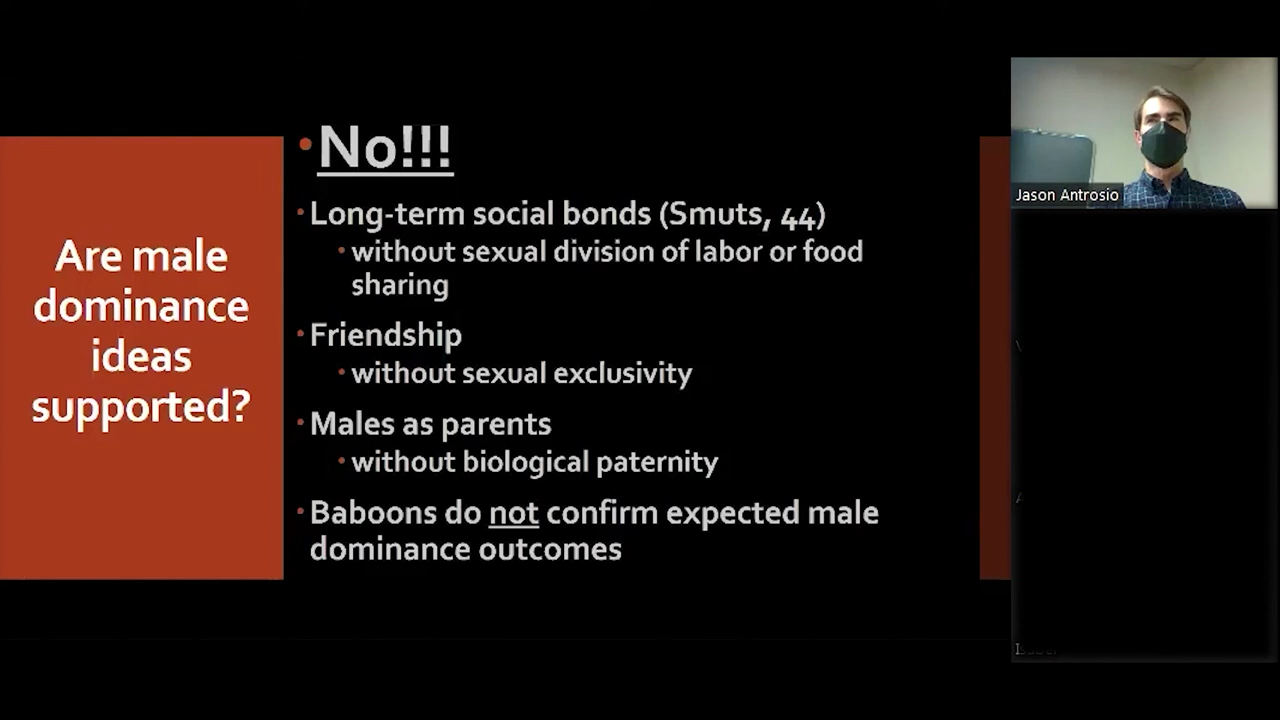 Are male
dominance
ideas
supported?
No!!!
Long-term social bonds (Smuts, 44)
without sexual division of labor or food
sharing
Friendship
without sexual exclusivity
Males as parents
without biological paternity
Baboons do not confirm expected male
dominance outcomes
Jason Antrosio